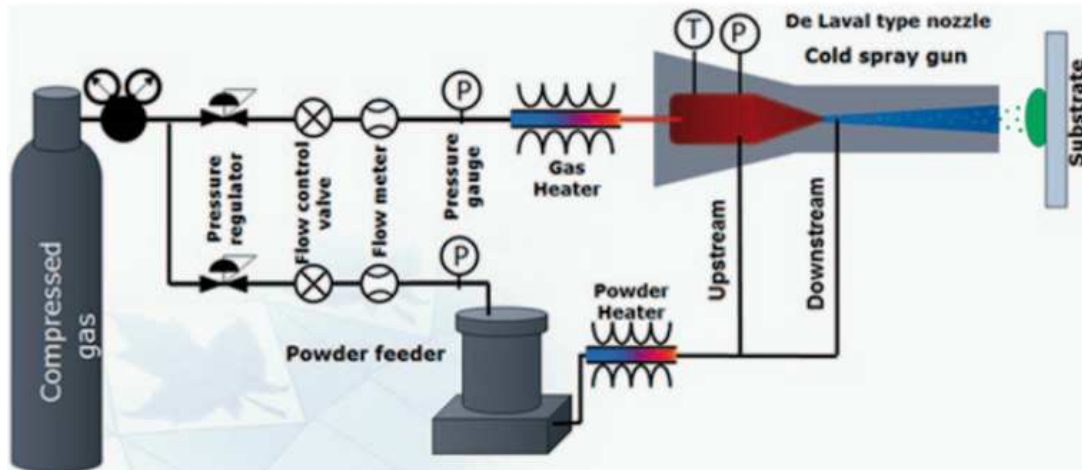 De Laval type nozzle
Cold spray gun
T
P
P
Substrate
Compressed
gas
Pressure
regulator
Flow control
valve
Flow meter
Pressure
gauge
Gas
Heater
Upstream
Downstream
P
Powder
Heater
Powder feeder